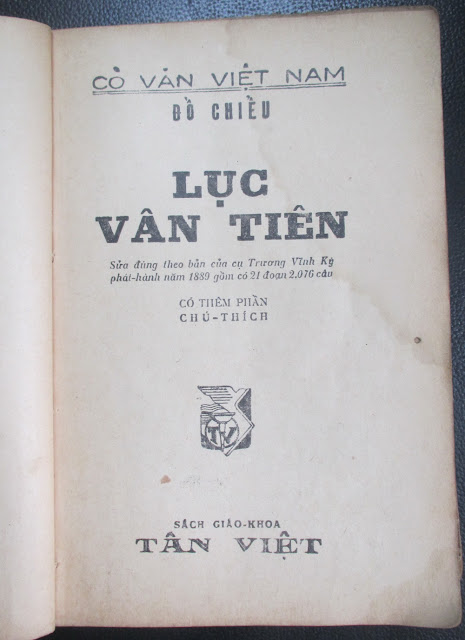 CỔ VĂN VIỆT NAM
ĐỒ CHIỂU
LỤC
VÂN TIÊN
Sửa đúng theo bản của cụ Trương Vĩnh Ký
phát-hành năm 1889 gồm có 21 đoạn 2.076 câu
CÓ THÊM PHẦN
CHÚ-THÍCH
TV
SÁCH GIÁO-KHOA
TÂN VIỆT